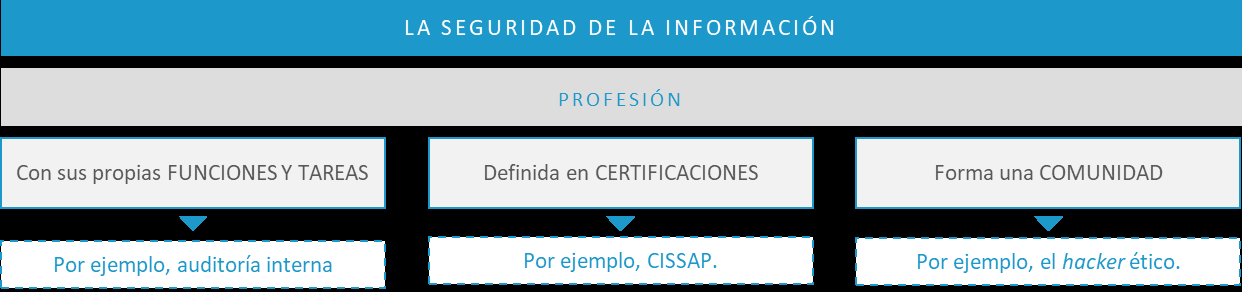 LA SEGURIDAD DE LA INFORMACIÓN
PROFESIÓN
Con sus propias FUNCIONES Y TAREAS
Definida en CERTIFICACIONES
Forma una COMUNIDAD
Por ejemplo, auditoría interna
Por ejemplo, CISSAP.
Por ejemplo, el hacker ético.